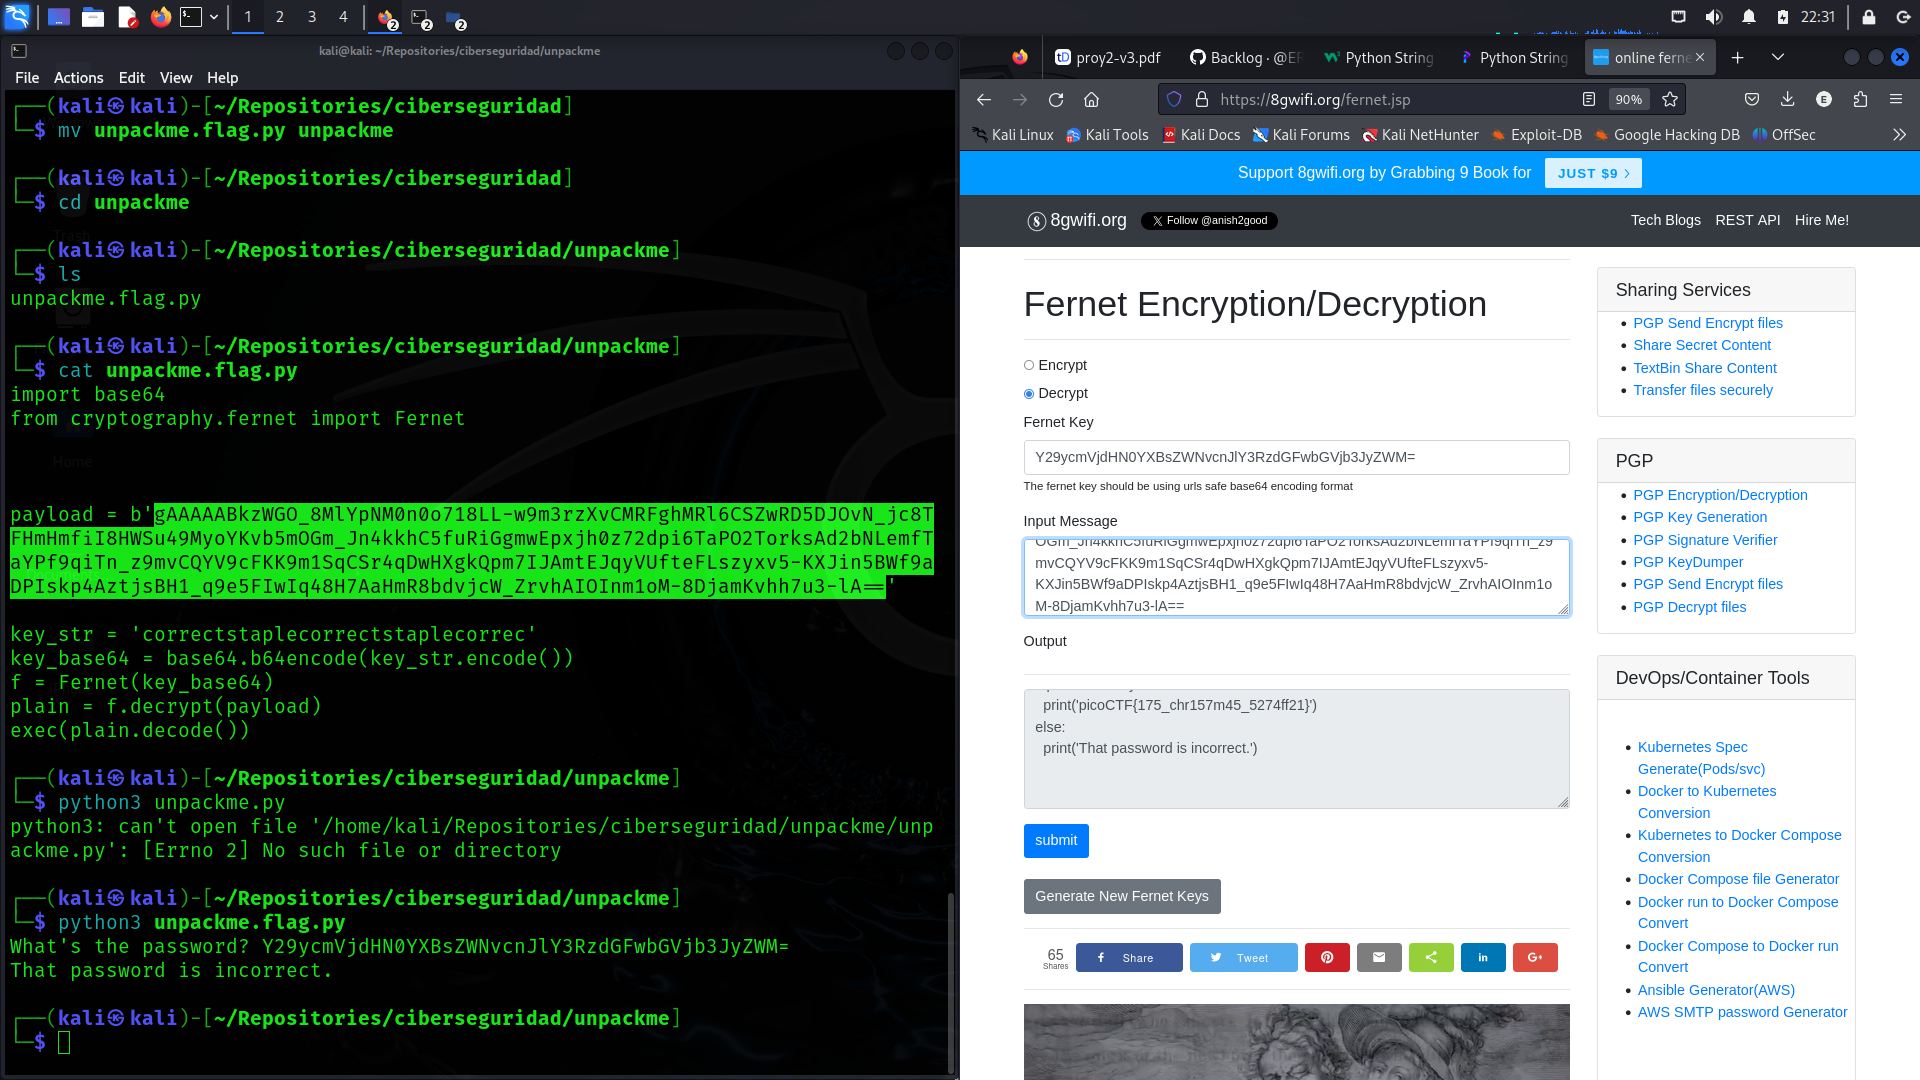 1 2 3 4 2 2 2 22:31
kali@kali: ~/Repositories/ciberseguridad/unpackme
File Actions Edit View Help
┌──(kali㉿kali)-[~/Repositories/ciberseguridad]
└─$ mv unpackme.flag.py unpackme
┌──(kali㉿kali)-[~/Repositories/ciberseguridad]
└─$ cd unpackme
┌──(kali㉿kali)-[~/Repositories/ciberseguridad/unpackme]
└─$ ls
unpackme.flag.py
┌──(kali㉿kali)-[~/Repositories/ciberseguridad/unpackme]
└─$ cat unpackme.flag.py
import base64
from cryptography.fernet import Fernet
Home
payload = b'gAAAAABkzWGO_8MlYpNM0n0o718LL-w9m3rzXvCMRFghMRl6CSZwRD5DJOvN_jc8T
FHmHmfiI8HWSu49MyoYKvb5mOGm_Jn4kkhC5fuRiGgmwEpxjh0z72dpi6TaPO2TorksAd2bNLemfT
aYPf9qiTn_z9mvCQYV9cFKK9m1SqCSr4qDwHXgkQpm7IJAmtEJqyVUfteFLszyxv5-KXJin5BWf9a
DPIskp4AztjsBH1_q9e5FIwIq48H7AaHmR8bdvjcW_ZrvhAIOInm1oM-8DjamKvhh7u3-lA=='
key_str = 'correctstaplecorrectstaplecorrec'
key_base64 = base64.b64encode(key_str.encode())
f = Fernet(key_base64)
plain = f.decrypt(payload)
exec(plain.decode())
┌──(kali㉿kali)-[~/Repositories/ciberseguridad/unpackme]
└─$ python3 unpackme.py
python3: can't open file '/home/kali/Repositories/ciberseguridad/unpackme/unp
ackme.py': [Errno 2] No such file or directory
┌──(kali㉿kali)-[~/Repositories/ciberseguridad/unpackme]
└─$ python3 unpackme.flag.py
What's the password? Y29ycmVjdHN0YXBsZWNvcnJlY3RzdGFwbGVjb3JyZWM=
That password is incorrect.
┌──(kali㉿kali)-[~/Repositories/ciberseguridad/unpackme]
└─$
proy2-v3.pdf Backlog · @ER Python String Python String online ferne
https://8gwifi.org/fernet.jsp 90% E
Kali Linux Kali Tools Kali Docs Kali Forums Kali NetHunter Exploit-DB Google Hacking DB OffSec
Support 8gwifi.org by Grabbing 9 Book for JUST $9
8gwifi.org Follow @anish2good Tech Blogs REST API Hire Me!
Fernet Encryption/Decryption
Encrypt
Decrypt
Fernet Key
Y29ycmVjdHN0YXBsZWNvcnJlY3RzdGFwbGVjb3JyZWM=
The fernet key should be using urls safe base64 encoding format
Input Message
OGm_Jn4kkhC5fuRiGgmwEpxjh0z72dpi6TaPO2TorksAd2bNLemfTaYPf9qiTn_z9
mvCQYV9cFKK9m1SqCSr4qDwHXgkQpm7IJAmtEJqyVUfteFLszyxv5-
KXJin5BWf9aDPIskp4AztjsBH1_q9e5FIwIq48H7AaHmR8bdvjcW_ZrvhAIOInm1o
M-8DjamKvhh7u3-lA==
Output
print('picoCTF{175_chr157m45_5274ff21}')
else:
print('That password is incorrect.')
submit
Generate New Fernet Keys
65
Shares
Share
Tweet
Sharing Services
PGP Send Encrypt files
Share Secret Content
TextBin Share Content
Transfer files securely
PGP
PGP Encryption/Decryption
PGP Key Generation
PGP Signature Verifier
PGP KeyDumper
PGP Send Encrypt files
PGP Decrypt files
DevOps/Container Tools
Kubernetes Spec
Generate(Pods/svc)
Docker to Kubernetes
Conversion
Kubernetes to Docker Compose
Conversion
Docker Compose file Generator
Docker run to Docker Compose
Convert
Docker Compose to Docker run
Convert
Ansible Generator(AWS)
AWS SMTP password Generator